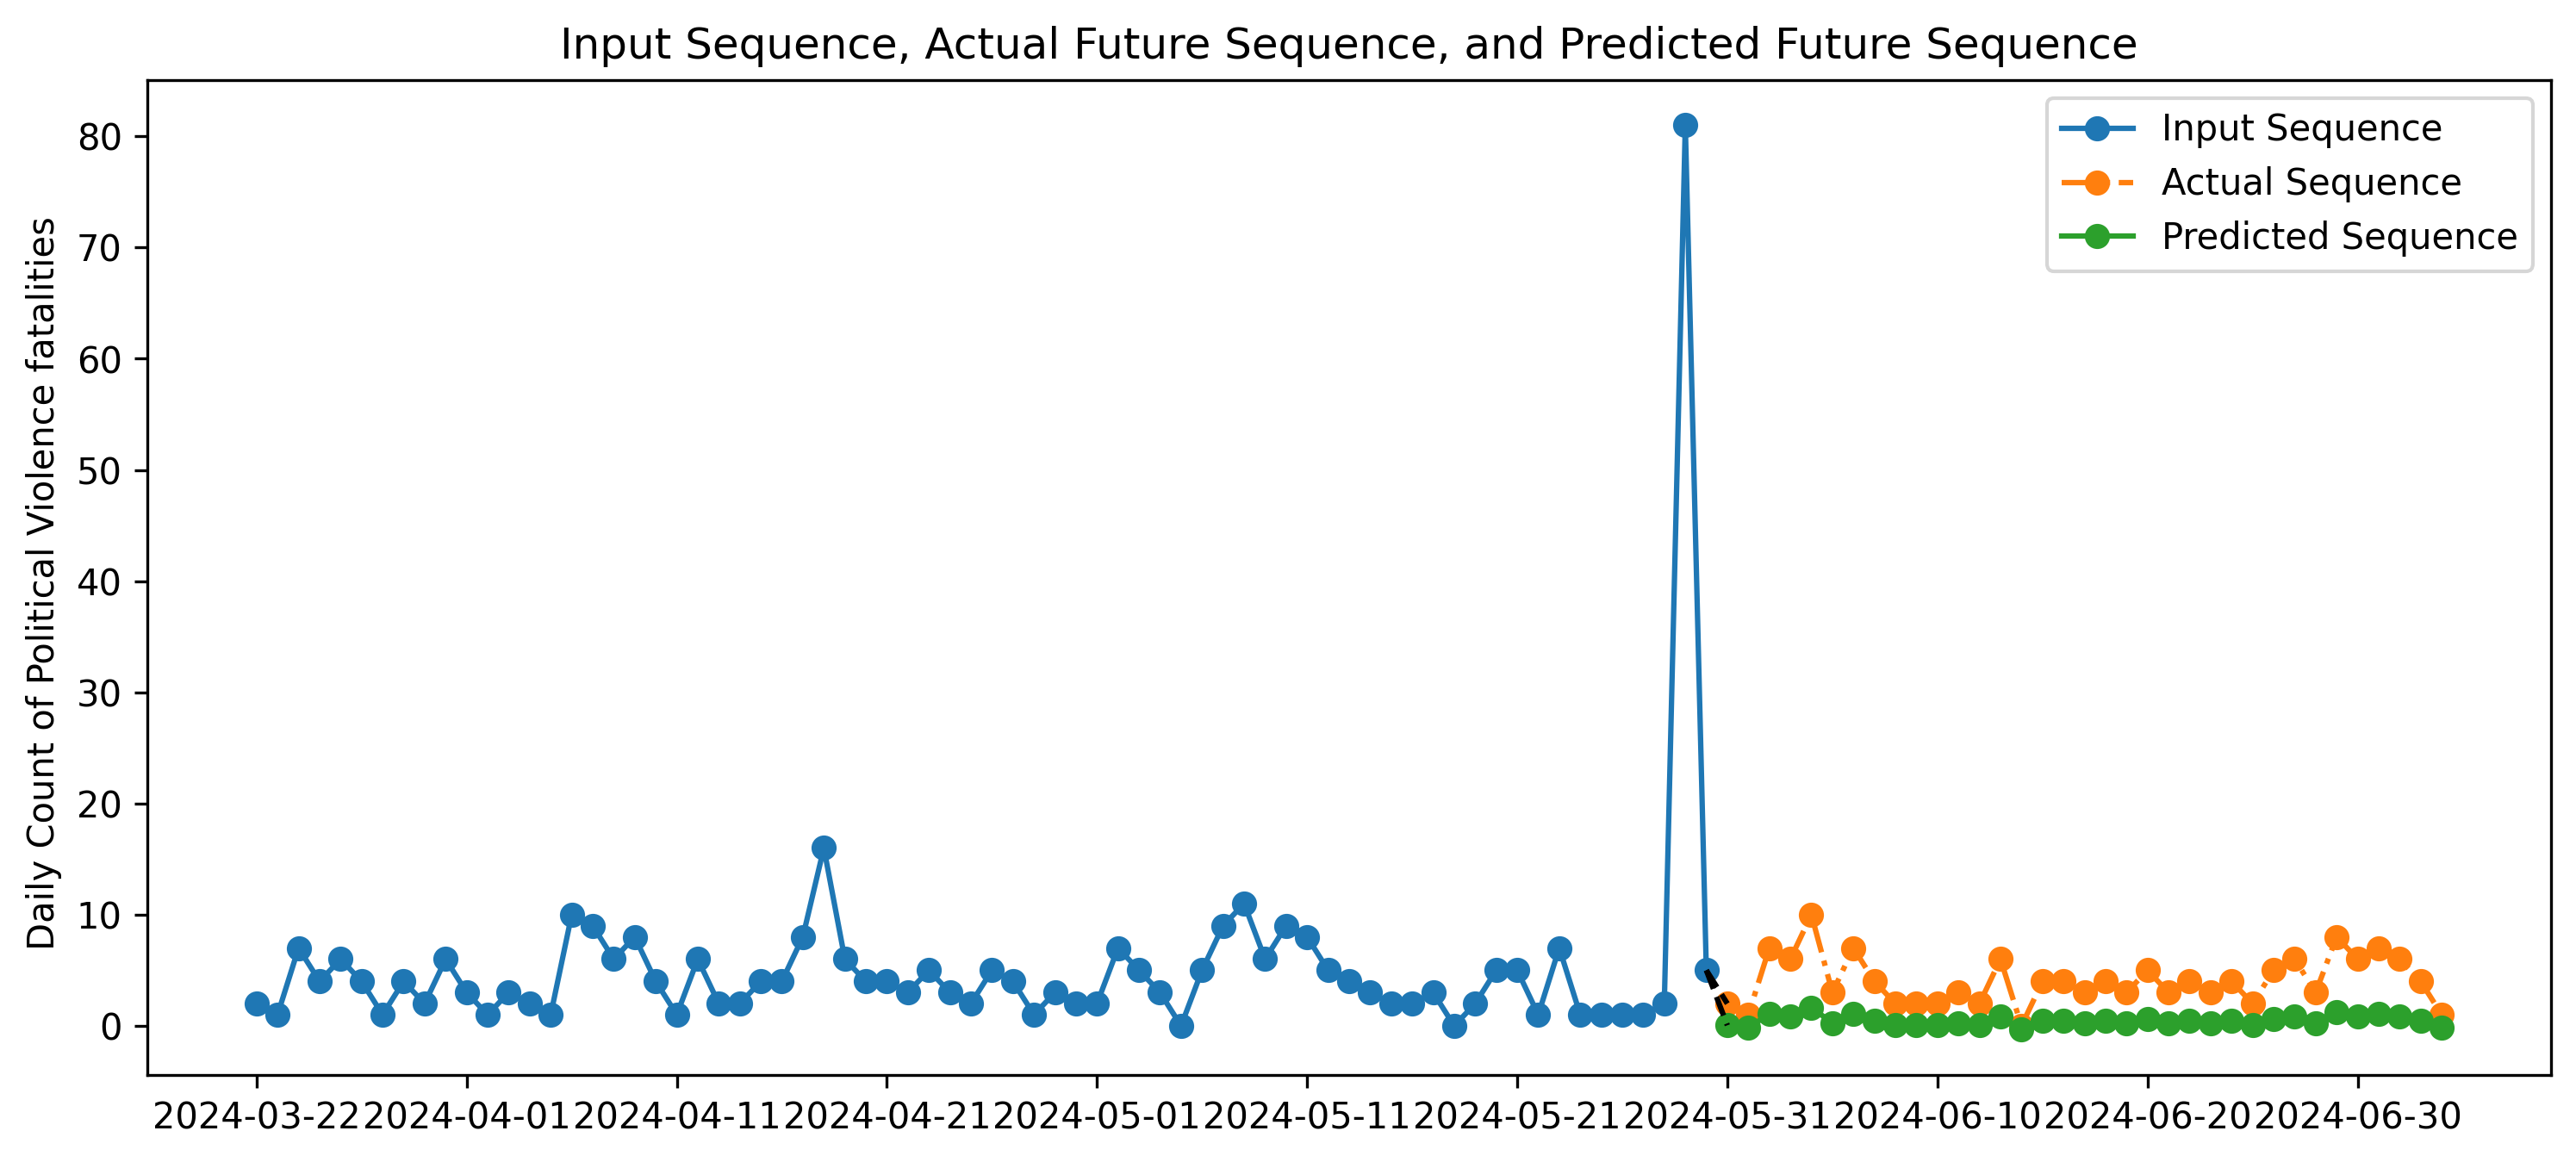 Input Sequence, Actual Future Sequence, and Predicted Future Sequence
Daily Count of Political Violence fatalities
80
70
60
50
40
30
20
10
0
Input Sequence
Actual Sequence
Predicted Sequence
2024-03-22 2024-04-01 2024-04-11 2024-04-21 2024-05-01 2024-05-11 2024-05-21 2024-05-31 2024-06-10 2024-06-20 2024-06-30